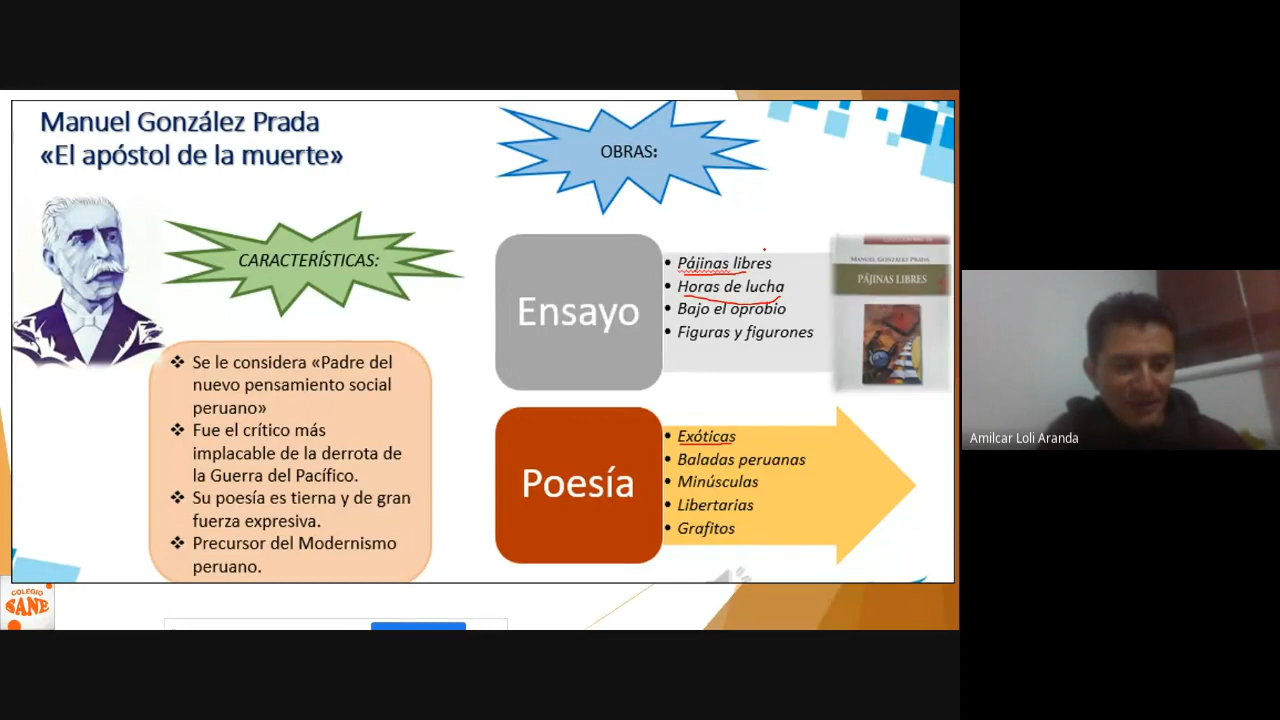 Manuel González Prada
«El apóstol de la muerte»
OBRAS:
CARACTERÍSTICAS:
❖ Se le considera «Padre del
nuevo pensamiento social
peruano»
❖ Fue el crítico más
implacable de la derrota de
la Guerra del Pacífico.
❖ Su poesía es tierna y de gran
fuerza expresiva.
❖ Precursor del Modernismo
peruano.
Ensayo
• Pájinas libres
• Horas de lucha
• Bajo el oprobio
• Figuras y figurones
MANUEL GONZÁLEZ PRADA
PÁJINAS LIBRES
Poesía
• Exóticas
• Baladas peruanas
• Minúsculas
• Libertarias
• Grafitos
COLEGIO
SANE
Amilcar Loli Aranda